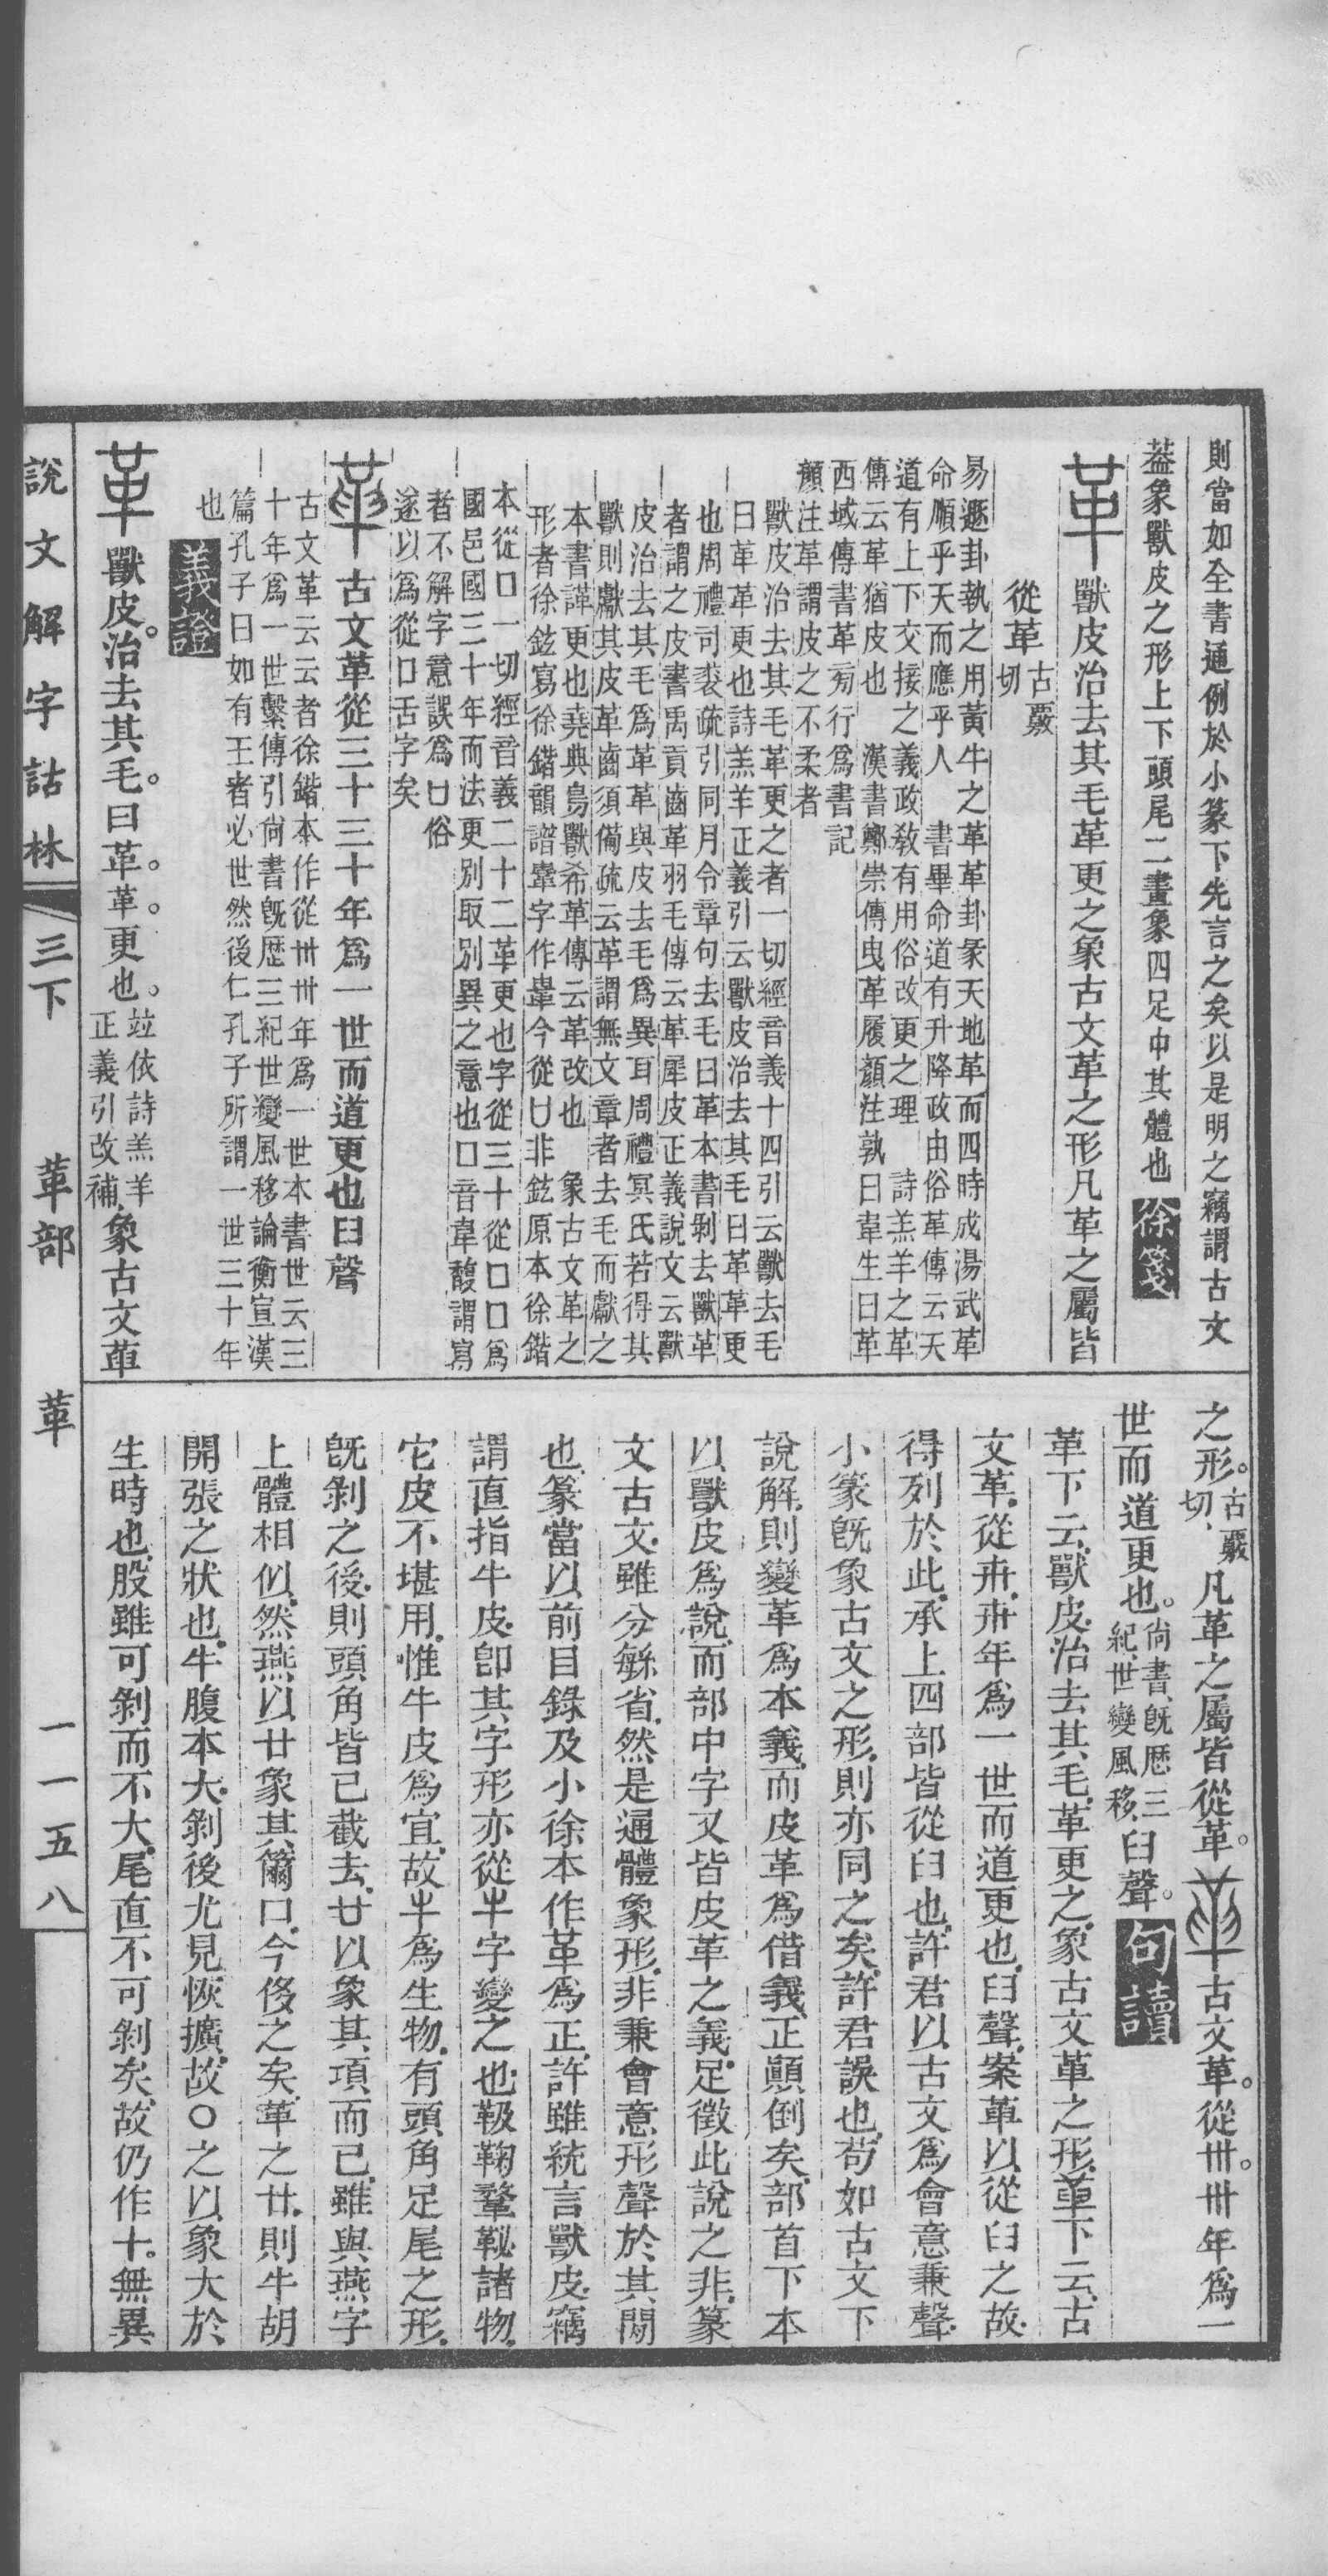 則當如全書通例於小篆下先言之矣以是明之竊謂古文
葢象獸皮之形上下頭尾二畫象四足中其體也 徐箋
革 獸皮治去其毛革更之象古文革之形凡革之屬皆
從革 古覈切
易遯卦執之用黃牛之革革卦彖天地革而四時成湯武革
命順乎天而應乎人 書畢命道有升降政由俗革傳云天
道有上下交接之義政敎有用俗改更之理 詩羔羊之革
傳云革猶皮也 漢書鄭崇傳曳革履顏注孰曰韋生曰革
西域傳書革旁行爲書記
顏注革謂皮之不柔者
獸皮治去其毛革更之者一切經音義十四引云獸去毛
曰革革更也詩羔羊正義引云獸皮治去其毛曰革革更
也周禮司裘疏引同月令章句去毛曰革本書剝去獸革
者謂之皮書禹貢齒革羽毛傳云革犀皮正義說文云獸
皮治去其毛爲革革與皮去毛爲異耳周禮冥氏若得其
獸則獻其皮革齒須備疏云革謂無文章者去毛而獻之
本書諽更也堯典鳥獸希革傳云革改也 象古文革之
形者徐鉉寫徐鍇韻譜鞏字作鞏今從廿非鉉原本徐鍇
本從口一切經音義二十二革更也字從三十從口口爲
國邑國三十年而法更別取別異之意也口音韋馥謂寫
者不解字意誤爲廿俗
遂以爲從口舌字矣
古文革從三十三十年爲一世而道更也臼聲
古文革云云者徐鍇本作從卅卅年爲一世本書世云三
十年爲一世繫傳引尙書旣歷三紀世變風移論衡宣漢
篇孔子曰如有王者必世然後仁孔子所謂一世三十年
也 義證
革 獸皮。治去其毛。曰革。革。更也。竝依詩羔羊正義引改補、象古文革
之形。古覈切、凡革之屬皆從革。古文革。從卅。卅年爲一
世而道更也。尙書、旣歷三紀、世變風移、臼聲。 句讀
革下云、獸皮、治去其毛、革更之、象古文革之形、革下云、古
文革、從卅、卅年爲一世而道更也、臼聲、案革以從臼之故、
得列於此、承上四部皆從臼也、許君以古文爲會意兼聲、
小篆旣象古文之形、則亦同之矣、許君誤也、苟如古文下
說解、則變革爲本義、而皮革爲借義、正顚倒矣、部首下本
以獸皮爲說、而部中字又皆皮革之義、足徵此說之非、篆
文古文、雖分緐省、然是通體象形、非兼會意形聲於其閒
也、篆當以前目錄及小徐本作革爲正、許雖統言獸皮、竊
謂直指牛皮、卽其字形亦從牛字變之也、靸鞠鞪鞃諸物、
它皮不堪用、惟牛皮爲宜、故牛爲生物、有頭角足尾之形、
旣剝之後、則頭角皆已截去、廿以象其項而已、雖與燕字
上體相似、然燕以廿象其籋口、今侈之矣、革之廿、則牛胡
開張之狀也、牛腹本大、剝後尤見恢擴、故〇之以象大於
生時也、股雖可剝而不大、尾直不可剝矣、故仍作十。無異
說文解字詁林 三下 革部 革 一一五八